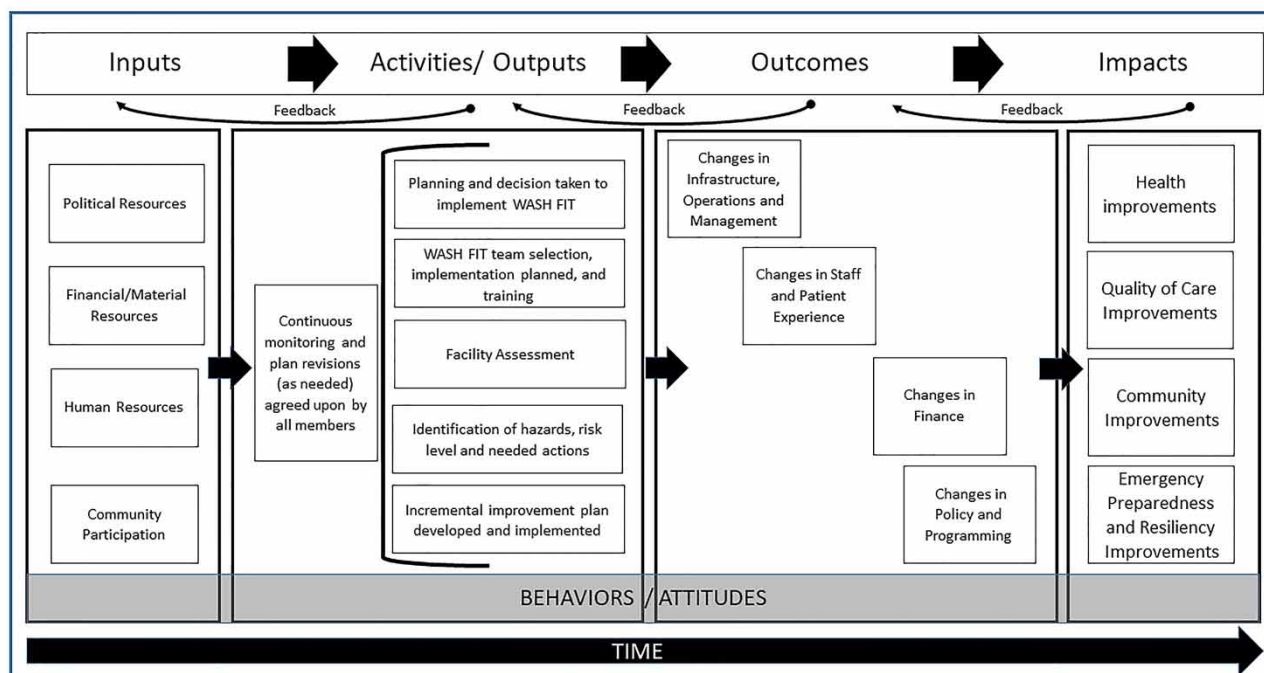 Inputs
Activities/ Outputs
Outcomes
Impacts
Feedback
Feedback
Feedback
Political Resources
Financial/Material
Resources
Human Resources
Community
Participation
Continuous
monitoring and
plan revisions
(as needed)
agreed upon by
all members
Planning and decision taken to
implement WASH FIT
WASH FIT team selection,
implementation planned, and
training
Facility Assessment
Identification of hazards, risk
level and needed actions
Incremental improvement plan
developed and implemented
Changes in
Infrastructure,
Operations and
Management
Changes in Staff
and Patient
Experience
Changes in
Finance
Changes in
Policy and
Programming
Health
improvements
Quality of Care
Improvements
Community
Improvements
Emergency
Preparedness
and Resiliency
Improvements
BEHAVIORS / ATTITUDES
TIME